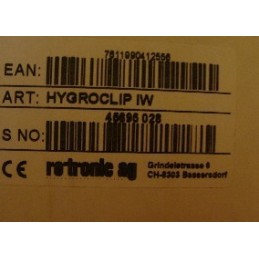 7611990412556
EAN:
ART: HYGROCLIP IW
46695 028
S NO:
CE rotronic ag Grindelstrasse 6
CH-8303 Bassersdorf